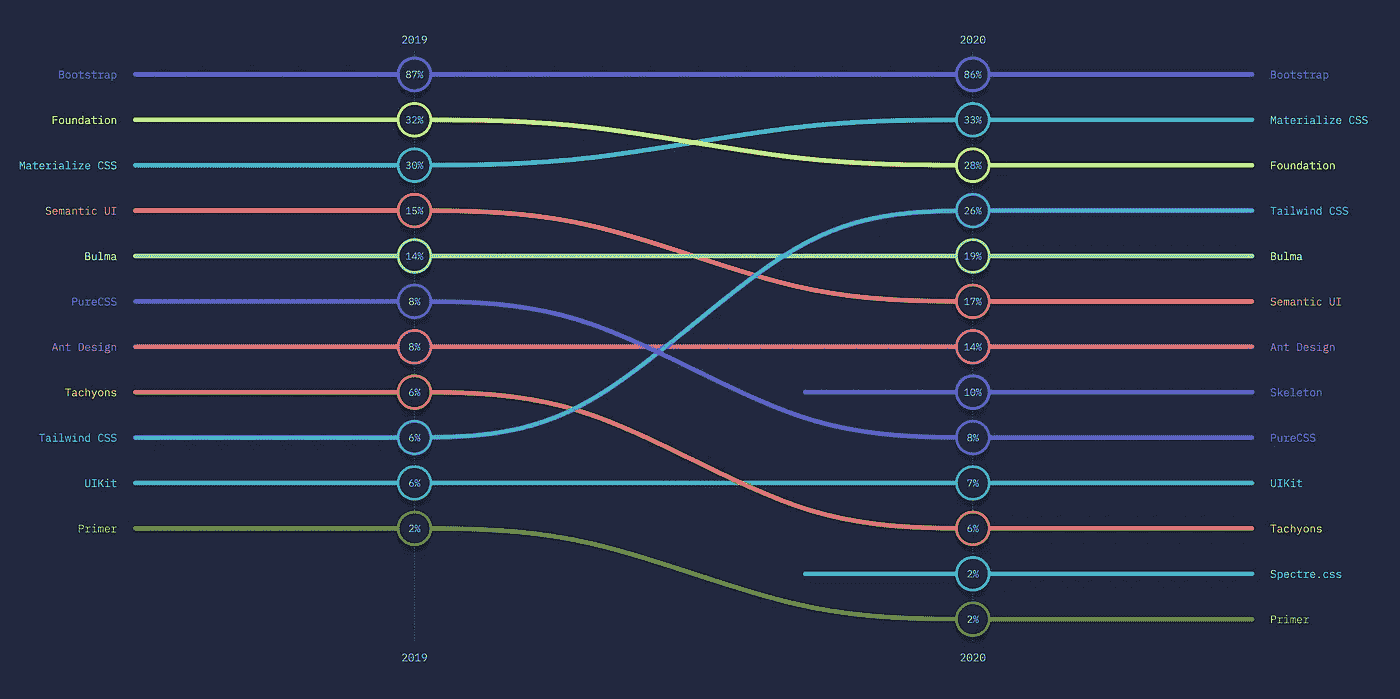 2019 2020
Bootstrap 87% 86% Bootstrap
Foundation 32% 33% Materialize CSS
Materialize CSS 30% 28% Foundation
Semantic UI 15% 26% Tailwind CSS
Bulma 14% 19% Bulma
PureCSS 8% 17% Semantic UI
Ant Design 8% 14% Ant Design
Tachyons 6% 10% Skeleton
Tailwind CSS 6% 8% PureCSS
UIKit 6% 7% UIKit
Primer 2% 6% Tachyons
2% Spectre.css
2% Primer
2019 2020